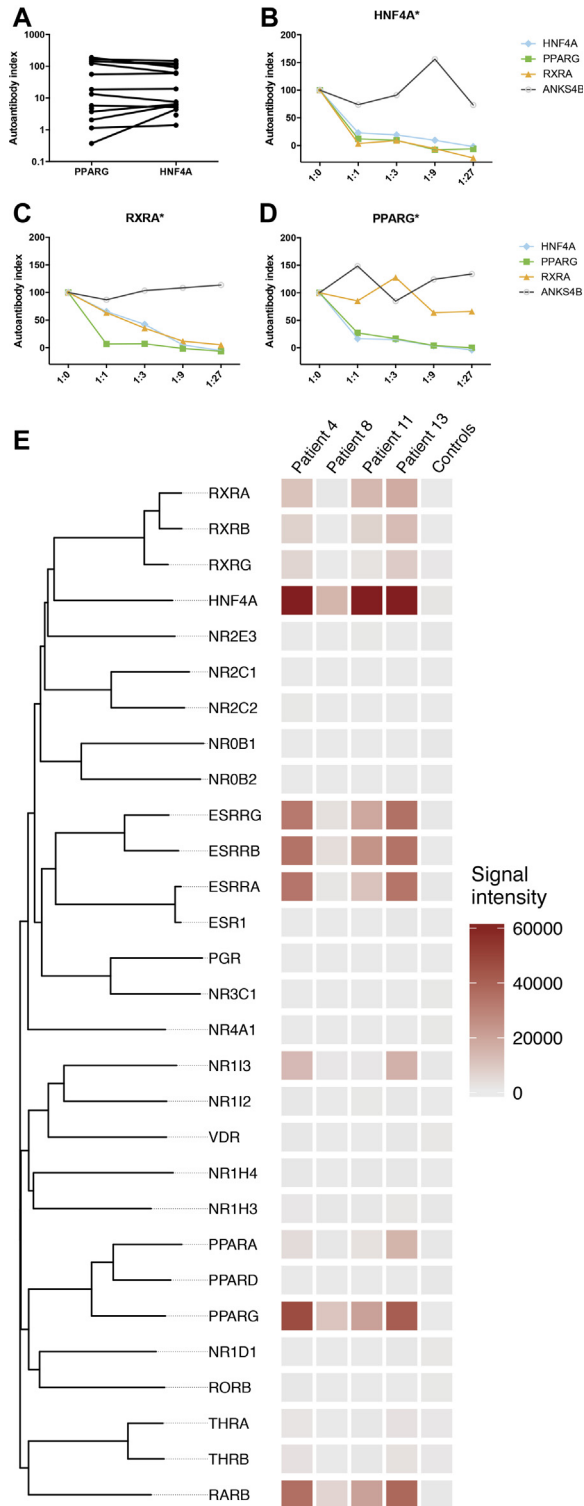 A
Autoantibody index
1000
100
10
1
0.1
PPARG
HNF4A
B
HNF4A*
Autoantibody index
200
150
100
50
0
1:0
1:1
1:3
1:9
1:27
HNF4A
PPARG
RXRA
ANKS4B
C
RXRA*
Autoantibody index
200
150
100
50
0
1:0
1:1
1:3
1:9
1:27
D
PPARG*
Autoantibody index
200
150
100
50
0
1:0
1:1
1:3
1:9
1:27
HNF4A
PPARG
RXRA
ANKS4B
E
Patient 4
Patient 8
Patient 11
Patient 13
Controls
RXRA
RXRB
RXRG
HNF4A
NR2E3
NR2C1
NR2C2
NR0B1
NR0B2
ESRRG
ESRRB
ESRRA
ESR1
PGR
NR3C1
NR4A1
NR1I3
NR1I2
VDR
NR1H4
NR1H3
PPARA
PPARD
PPARG
NR1D1
RORB
THRA
THRB
RARB
Signal
intensity
60000
40000
20000
0